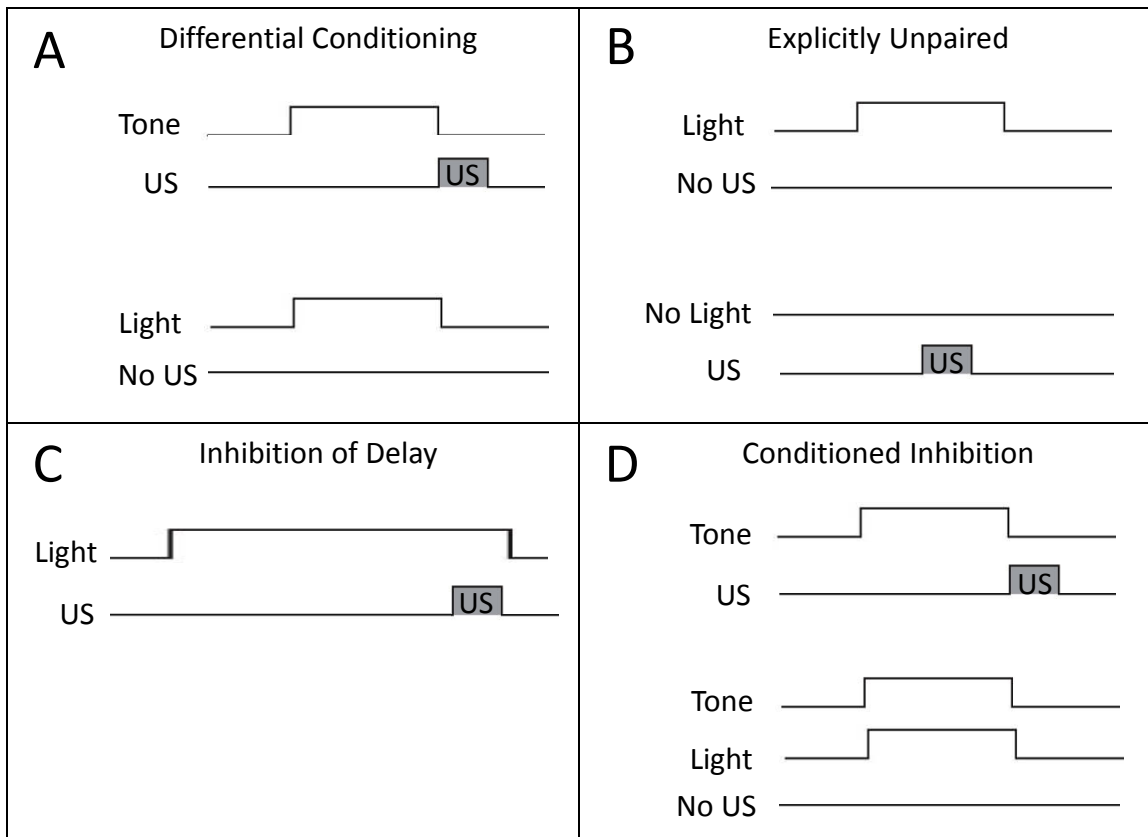 A
Differential Conditioning
Tone
US
US
Light
No US
B
Explicitly Unpaired
Light
No US
No Light
US
US
C
Inhibition of Delay
Light
US
US
D
Conditioned Inhibition
Tone
US
US
Tone
Light
No US